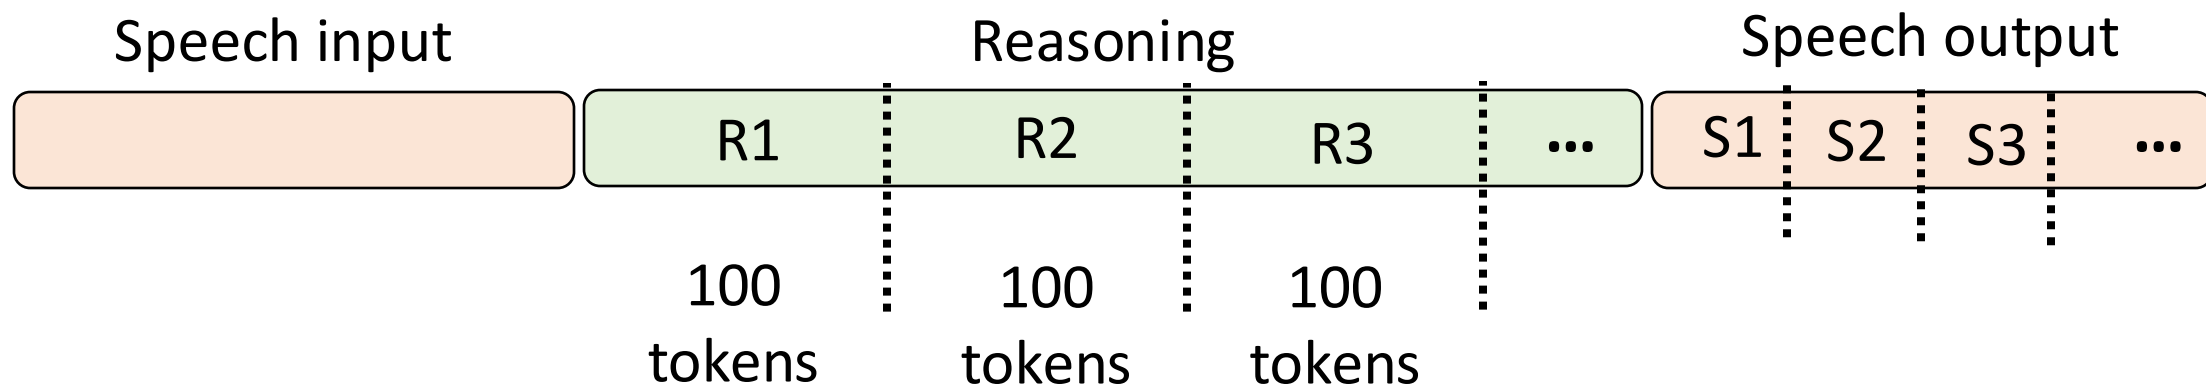 Speech input
Reasoning
Speech output
R1
R2
R3
...
S1
S2
S3
...
100
tokens
100
tokens
100
tokens